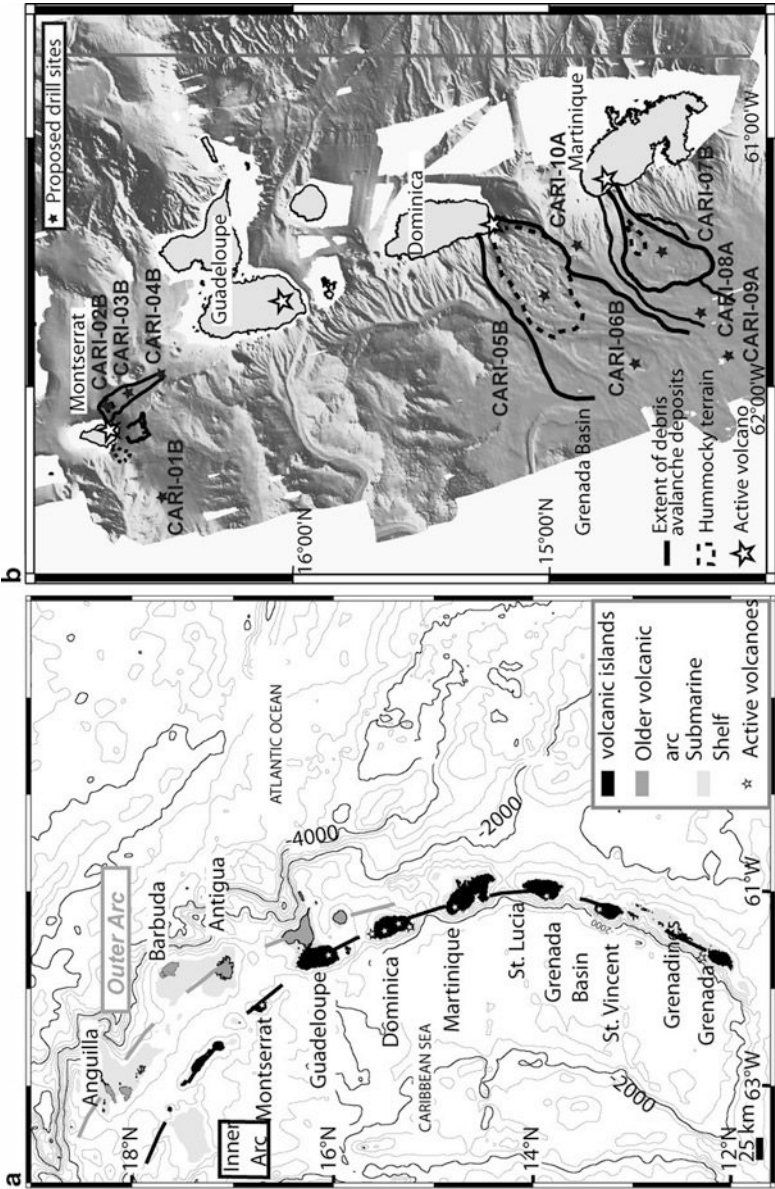 a
Outer Arc
Anguilla
Barbuda
Antigua
18°N
Inner
Arc
Montserrat
ATLANTIC OCEAN
-4000
16°N
Guadeloupe
Dominica
CARIBBEAN SEA
Martinique
-2000
14°N
St. Lucia
Grenada
Basin
St. Vincent
2000
Grenadines
Grenada
-2000
12°N
25 km
63°W
61°W
volcanic islands
Older volcanic
arc
Submarine
Shelf
Active volcanoes
b
Proposed drill sites
Montserrat
CARI-02B
CARI-03B
CARI-04B
CARI-01B
Guadeloupe
16°00'N
Dominica
CARI-05B
CARI-10A
Martinique
15°00'N
Grenada Basin
CARI-06B
CARI-07B
CARI-08A
CARI-09A
Extent of debris
avalanche deposits
Hummocky terrain
Active volcano
62°00'W
61°00'W